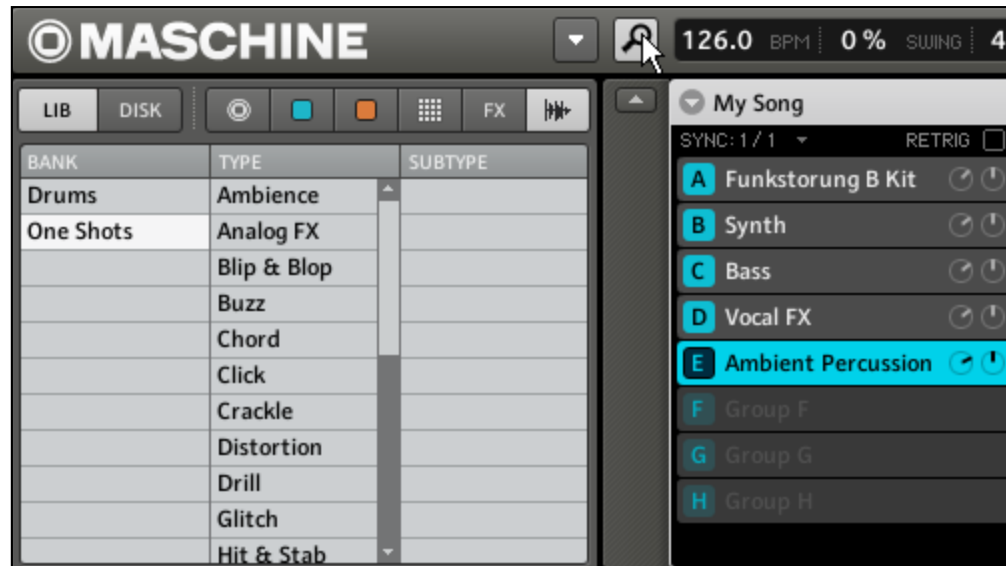 MASCHINE
126.0 BPM 0% SWING 4
LIB DISK FX
My Song
SYNC: 1/1 RETRIG
BANK TYPE SUBTYPE
Drums Ambience
One Shots Analog FX
Blip & Blop
Buzz
Chord
Click
Crackle
Distortion
Drill
Glitch
Hit & Stab
A Funkstorung B Kit
B Synth
C Bass
D Vocal FX
E Ambient Percussion
F Group F
G Group G
H Group H